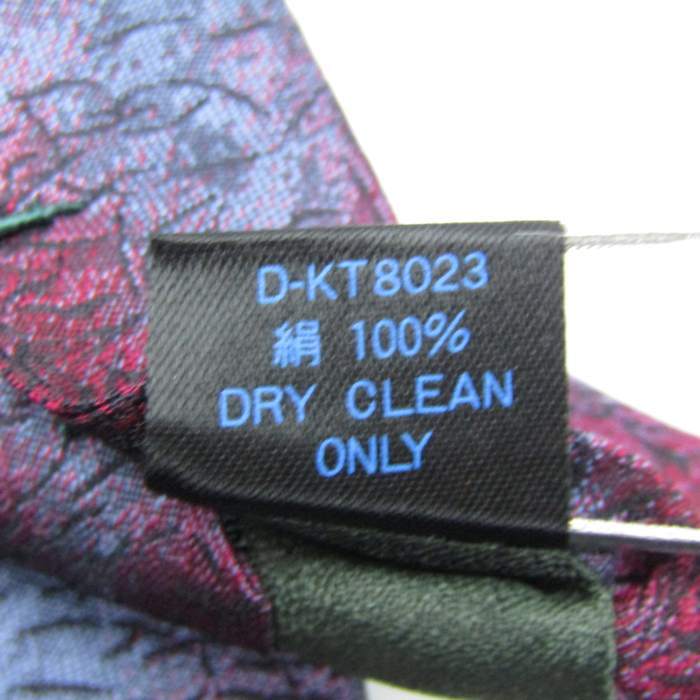 D-KT8023
絹 100%
DRY CLEAN
ONLY